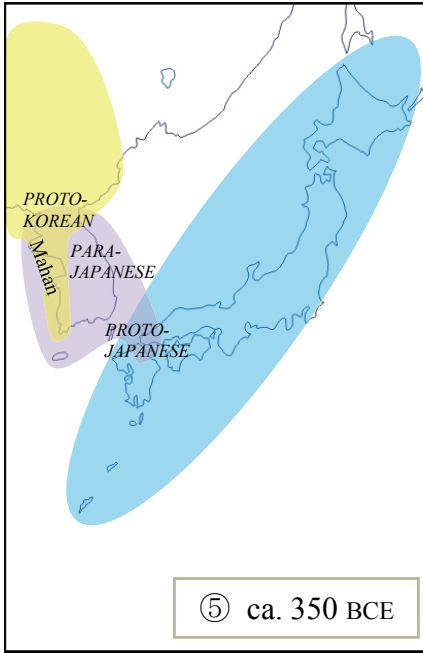 PROTO-
KOREAN
Mahan
PARA-
JAPANESE
PROTO-
JAPANESE
⑤ ca. 350 BCE